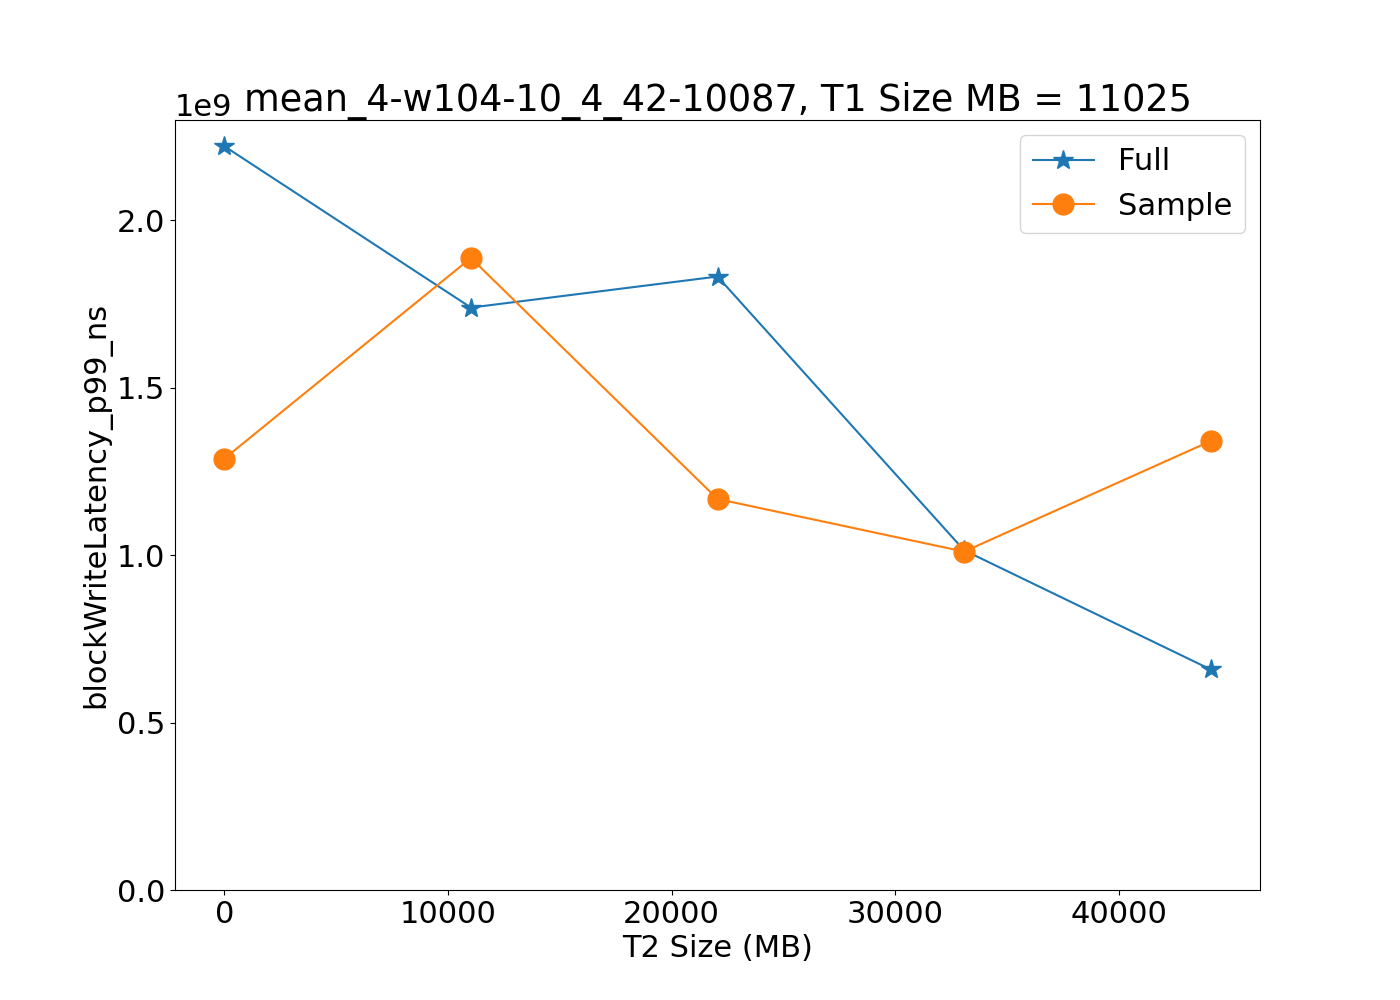 1e9
mean_4-w104-10_4_42-10087, T1 Size MB = 11025
Full
Sample
blockWriteLatency_p99_ns
2.0
1.5
1.0
0.5
0.0
0 10000 20000 30000 40000
T2 Size (MB)